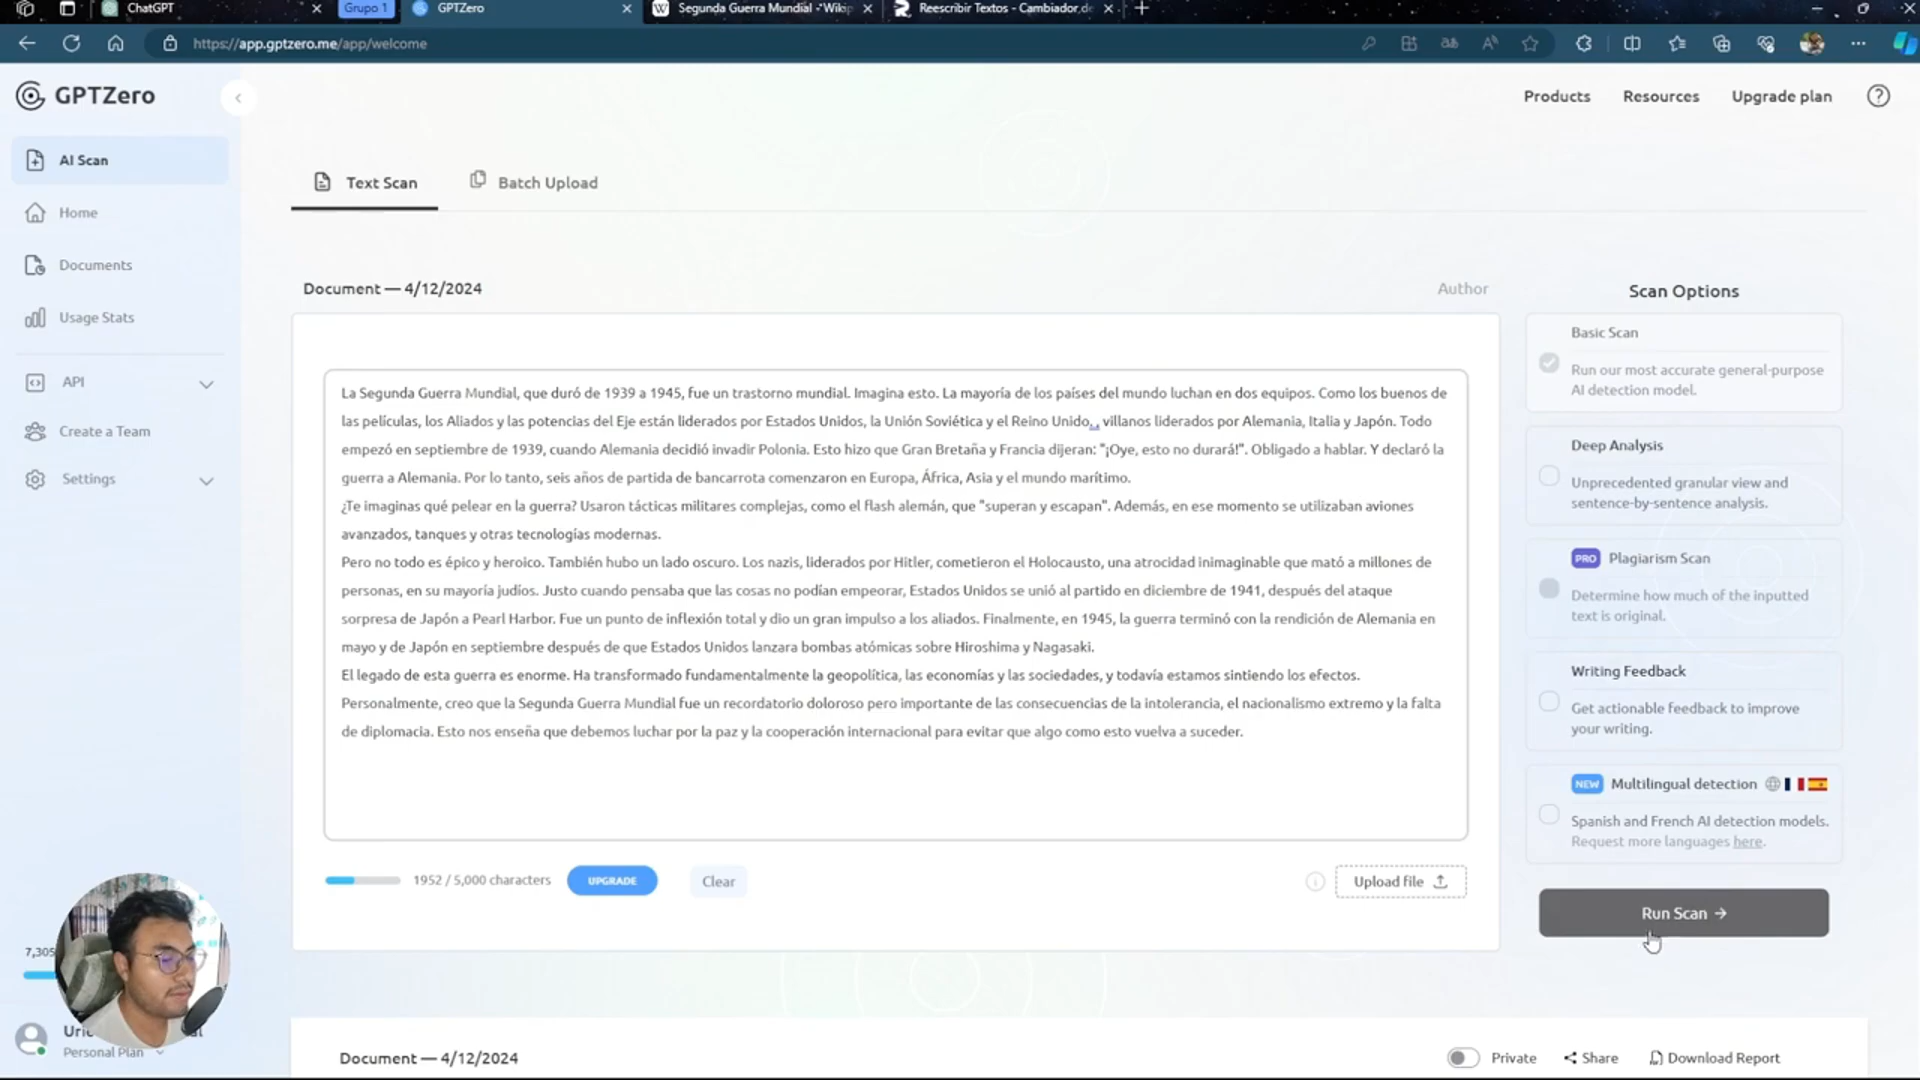 ChatGPT
Grupo 1
GPTZero
Segunda Guerra Mundial - Wikip
Reescribir Textos - Cambiador de
https://app.gptzero.me/app/welcome
GPTZero
Products
Resources
Upgrade plan
AI Scan
Home
Documents
Usage Stats
API
Create a Team
Settings
Text Scan
Batch Upload
Document — 4/12/2024
Author
La Segunda Guerra Mundial, que duró de 1939 a 1945, fue un trastorno mundial. Imagina esto. La mayoría de los países del mundo luchan en dos equipos. Como los buenos de
las películas, los Aliados y las potencias del Eje están liderados por Estados Unidos, la Unión Soviética y el Reino Unido, , villanos liderados por Alemania, Italia y Japón. Todo
empezó en septiembre de 1939, cuando Alemania decidió invadir Polonia. Esto hizo que Gran Bretaña y Francia dijeran: "¡Oye, esto no durará!". Obligado a hablar. Y declaró la
guerra a Alemania. Por lo tanto, seis años de partida de bancarrota comenzaron en Europa, África, Asia y el mundo marítimo.
¿Te imaginas qué pelear en la guerra? Usaron tácticas militares complejas, como el flash alemán, que "superan y escapan". Además, en ese momento se utilizaban aviones
avanzados, tanques y otras tecnologías modernas.
Pero no todo es épico y heroico. También hubo un lado oscuro. Los nazis, liderados por Hitler, cometieron el Holocausto, una atrocidad inimaginable que mató a millones de
personas, en su mayoría judíos. Justo cuando pensaba que las cosas no podían empeorar, Estados Unidos se unió al partido en diciembre de 1941, después del ataque
sorpresa de Japón a Pearl Harbor. Fue un punto de inflexión total y dio un gran impulso a los aliados. Finalmente, en 1945, la guerra terminó con la rendición de Alemania en
mayo y de Japón en septiembre después de que Estados Unidos lanzara bombas atómicas sobre Hiroshima y Nagasaki.
El legado de esta guerra es enorme. Ha transformado fundamentalmente la geopolítica, las economías y las sociedades, y todavía estamos sintiendo los efectos.
Personalmente, creo que la Segunda Guerra Mundial fue un recordatorio doloroso pero importante de las consecuencias de la intolerancia, el nacionalismo extremo y la falta
de diplomacia. Esto nos enseña que debemos luchar por la paz y la cooperación internacional para evitar que algo como esto vuelva a suceder.
1952 / 5,000 characters
UPGRADE
Clear
Upload file
Scan Options
Basic Scan
Run our most accurate general-purpose
AI detection model.
Deep Analysis
Unprecedented granular view and
sentence-by-sentence analysis.
PRO Plagiarism Scan
Determine how much of the inputted
text is original.
Writing Feedback
Get actionable feedback to improve
your writing.
NEW Multilingual detection
Spanish and French AI detection models.
Request more languages here.
Run Scan →
7,305
Personal Plan
Document — 4/12/2024
Private
Share
Download Report